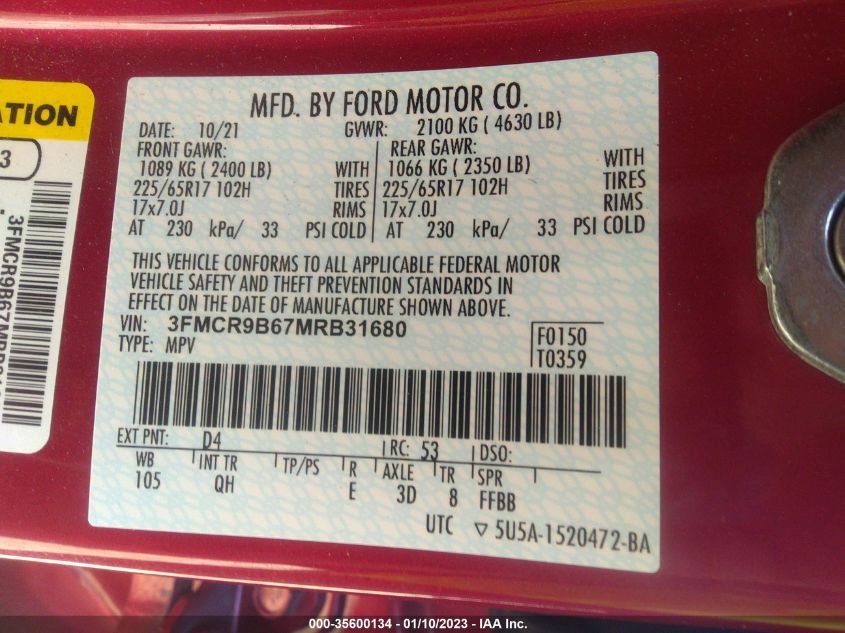 ATION
3
3FMCR9B67MRB31680
MFD. BY FORD MOTOR CO.
DATE: 10/21 GVWR: 2100 KG ( 4630 LB)
FRONT GAWR: REAR GAWR:
1089 KG ( 2400 LB) WITH 1066 KG ( 2350 LB) WITH
225/65R17 102H TIRES 225/65R17 102H TIRES
17x7.0J RIMS 17x7.0J RIMS
AT 230 kPa/ 33 PSI COLD AT 230 kPa/ 33 PSI COLD
THIS VEHICLE CONFORMS TO ALL APPLICABLE FEDERAL MOTOR
VEHICLE SAFETY AND THEFT PREVENTION STANDARDS IN
EFFECT ON THE DATE OF MANUFACTURE SHOWN ABOVE.
VIN: 3FMCR9B67MRB31680
TYPE: MPV
F0150
T0359
EXT PNT: D4 RC: 53 DSO:
WB INT TR TP/PS R AXLE TR SPR
105 QH E 3D 8 FFBB
UTC ▽ 5U5A-1520472-BA
000-35600134 — 01/10/2023 — IAA Inc.